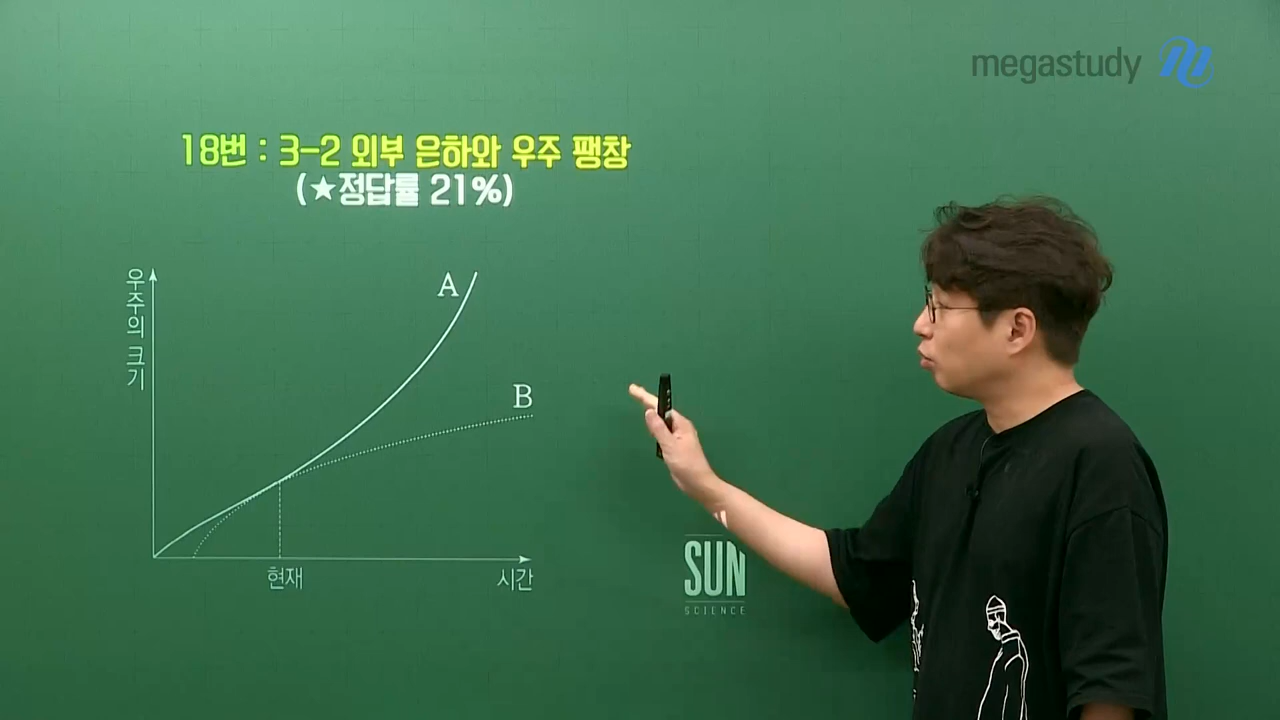 megastudy
18번 : 3-2 외부 은하와 우주 팽창
(★정답률 21%)
우주의 크기
A
B
현재
시간
SUN
SCIENCE